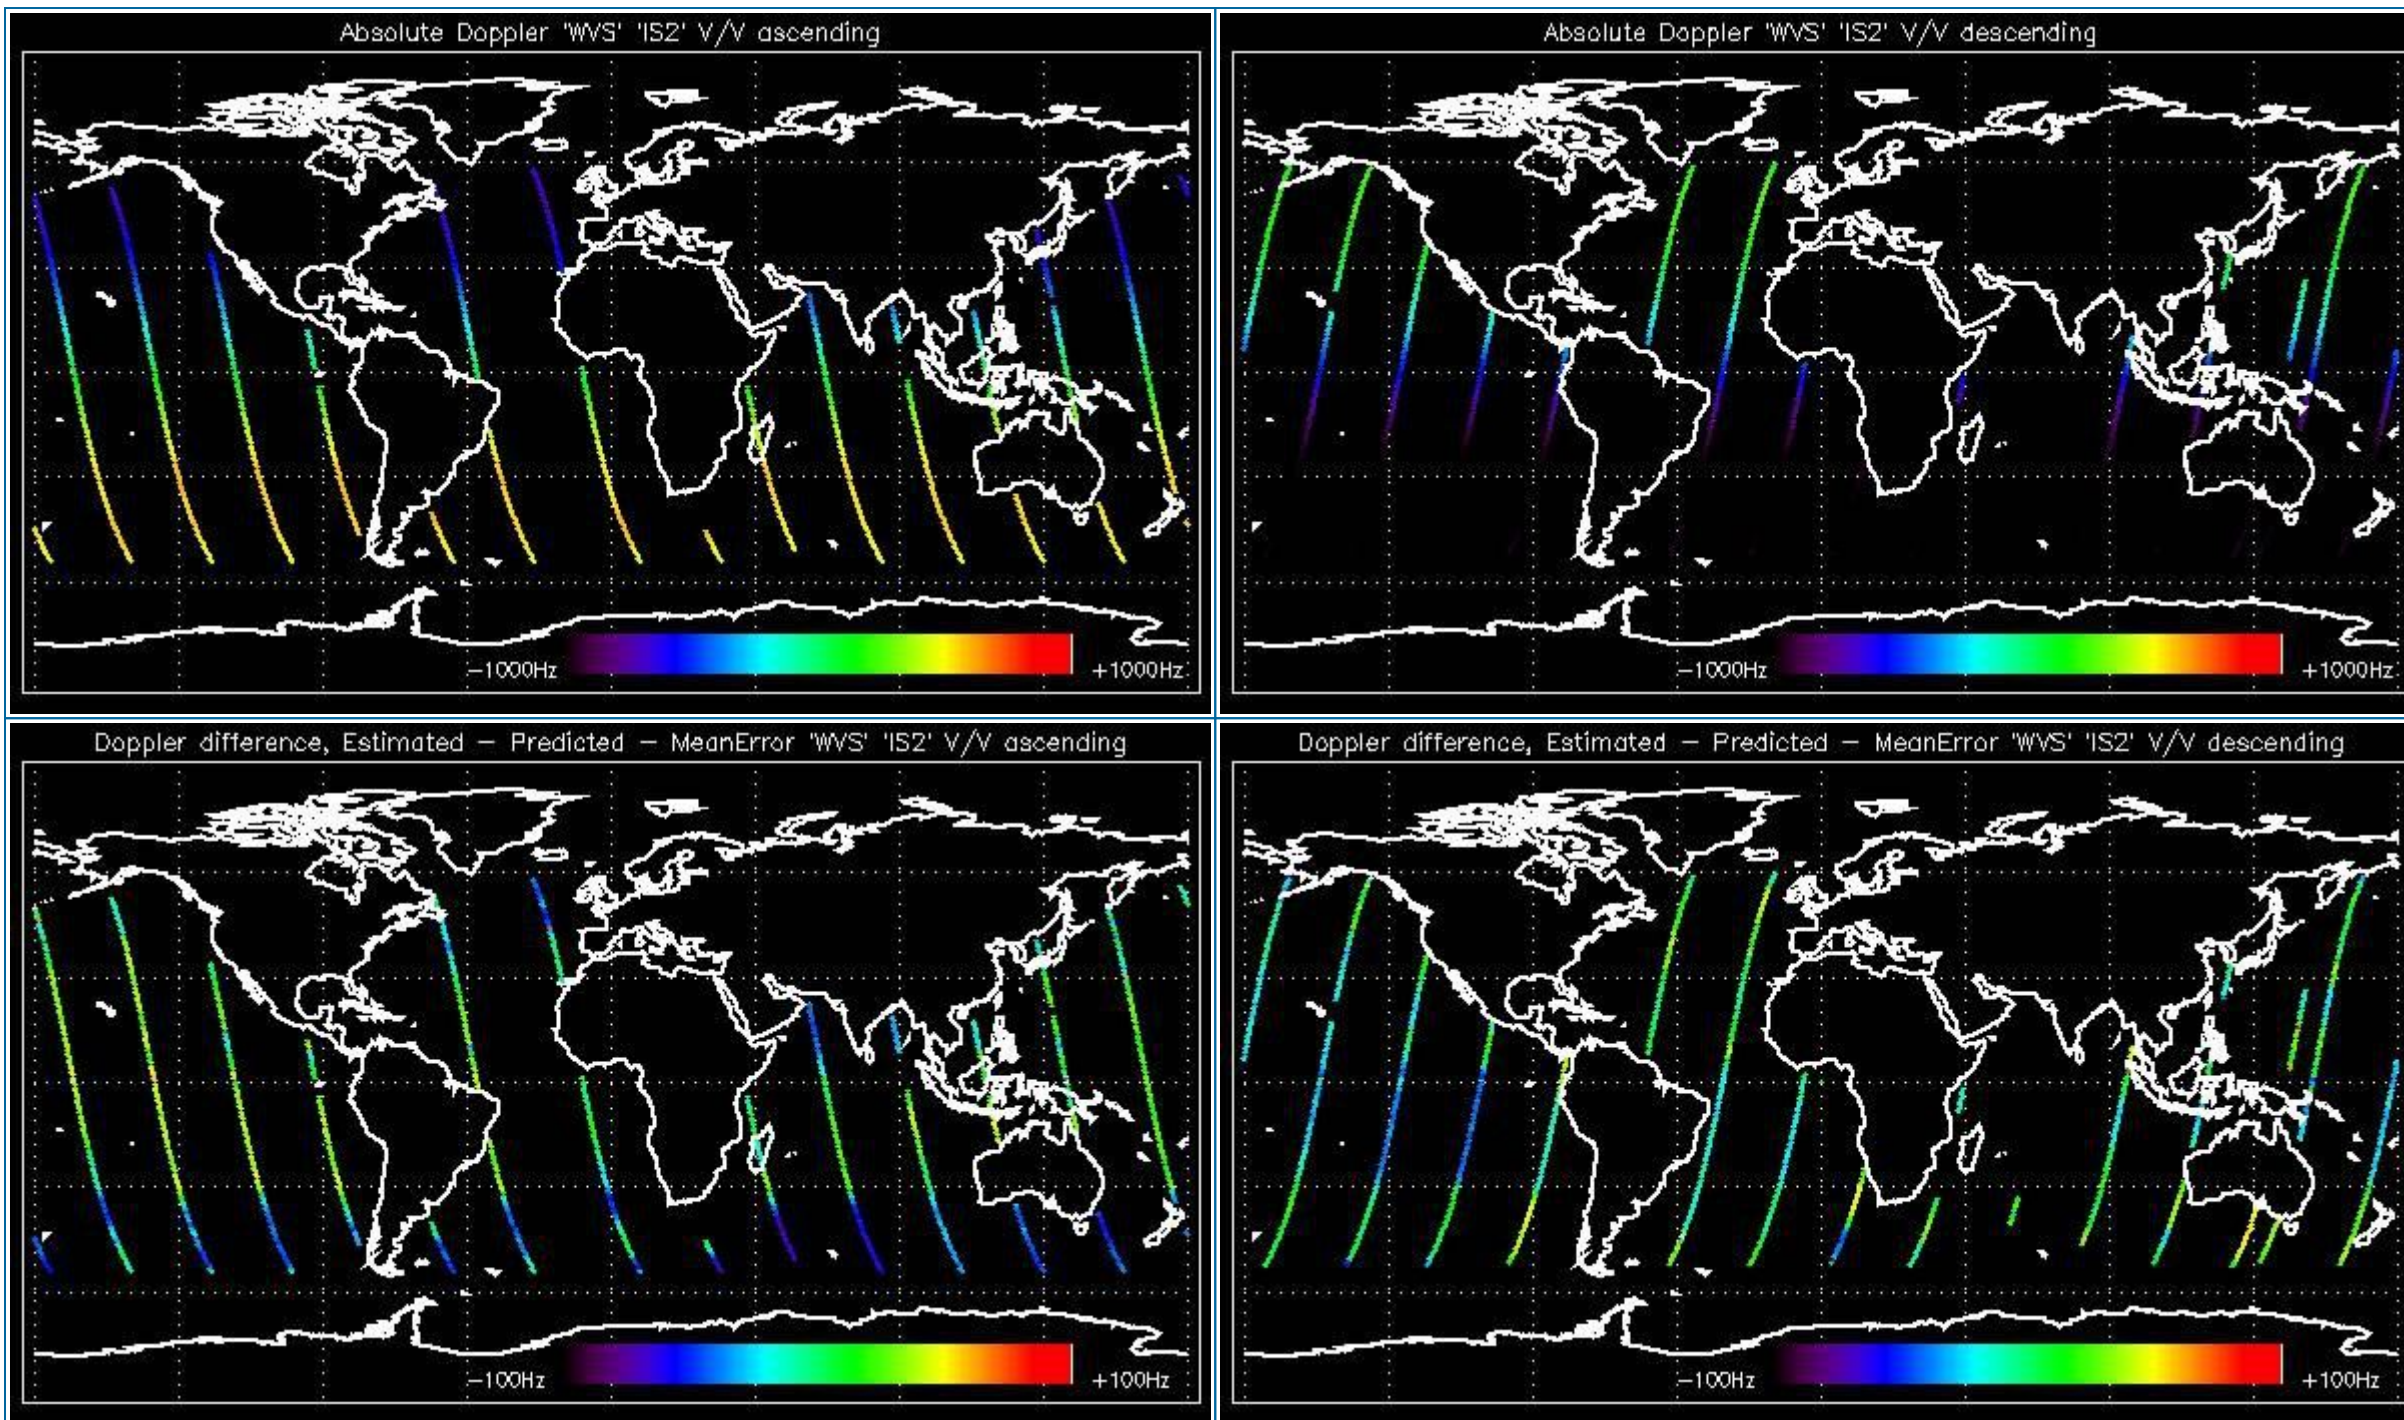 Absolute Doppler 'WVS' 'IS2' V/V ascending
-1000Hz
+1000Hz
Absolute Doppler 'WVS' 'IS2' V/V descending
-1000Hz
+1000Hz
Doppler difference, Estimated - Predicted - MeanError 'WVS' 'IS2' V/V ascending
-100Hz
+100Hz
Doppler difference, Estimated - Predicted - MeanError 'WVS' 'IS2' V/V descending
-100Hz
+100Hz